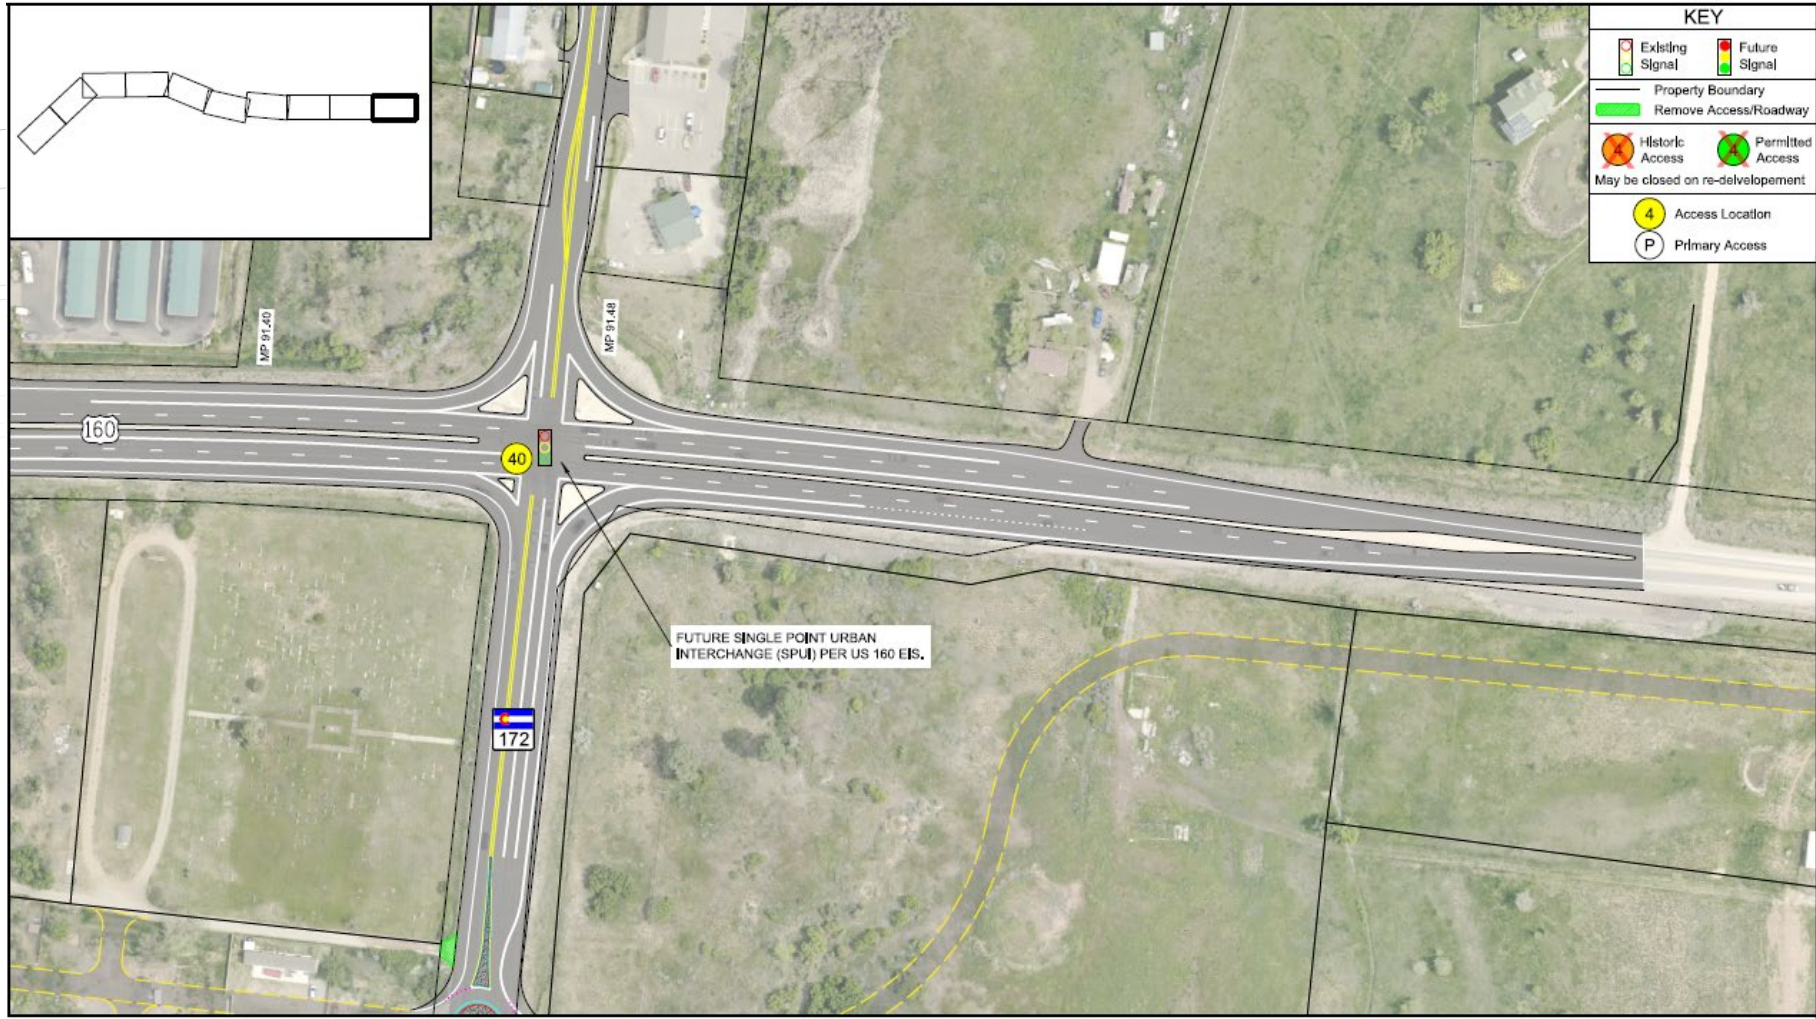 KEY
Existing
Signal
Future
Signal
Property Boundary
Remove Access/Roadway
4
Historic
Access
4
Permitted
Access
May be closed on re-delvelopement
4
Access Location
P
Primary Access
MP 91.40
MP 91.48
160
40
FUTURE SINGLE POINT URBAN
INTERCHANGE (SPUI) PER US 160 EIS.
172